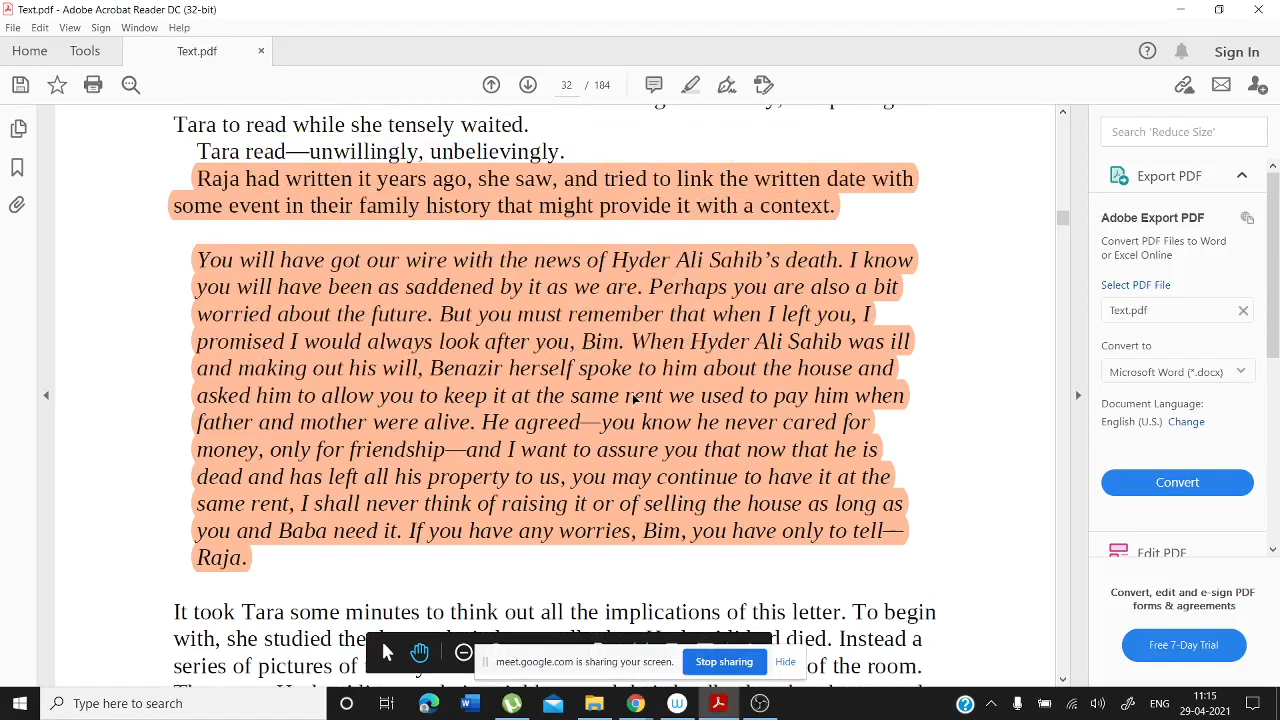 Text.pdf - Adobe Acrobat Reader DC (32-bit)
File Edit View Sign Window Help
Home Tools Text.pdf × Sign In
32 / 184
Tara to read while she tensely waited.
Tara read—unwillingly, unbelievingly.
Raja had written it years ago, she saw, and tried to link the written date with
some event in their family history that might provide it with a context.
You will have got our wire with the news of Hyder Ali Sahib’s death. I know
you will have been as saddened by it as we are. Perhaps you are also a bit
worried about the future. But you must remember that when I left you, I
promised I would always look after you, Bim. When Hyder Ali Sahib was ill
and making out his will, Benazir herself spoke to him about the house and
asked him to allow you to keep it at the same rent we used to pay him when
father and mother were alive. He agreed—you know he never cared for
money, only for friendship—and I want to assure you that now that he is
dead and has left all his property to us, you may continue to have it at the
same rent, I shall never think of raising it or of selling the house as long as
you and Baba need it. If you have any worries, Bim, you have only to tell—
Raja.
It took Tara some minutes to think out all the implications of this letter. To begin
with, she studied the died. Instead a
series of pictures of of the room.
meet.google.com is sharing your screen. Stop sharing Hide
Search 'Reduce Size'
Export PDF
Adobe Export PDF
Convert PDF Files to Word
or Excel Online
Select PDF File
Text.pdf
Convert to
Microsoft Word (*.docx)
Document Language:
English (U.S.) Change
Convert
Edit PDF
Convert, edit and e-sign PDF
forms & agreements
Free 7-Day Trial
Type here to search
ENG
11:15
29-04-2021